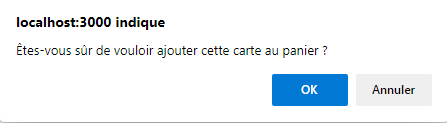 localhost:3000 indique
Êtes-vous sûr de vouloir ajouter cette carte au panier ?
OK
Annuler